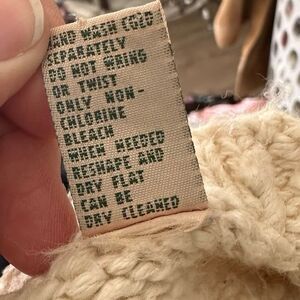 HAND WASH COLD
SEPARATELY
DO NOT WRING
OR TWIST
ONLY NON-
CHLORINE
BLEACH
WHEN NEEDED
RESHAPE AND
DRY FLAT
CAN BE
DRY CLEANED